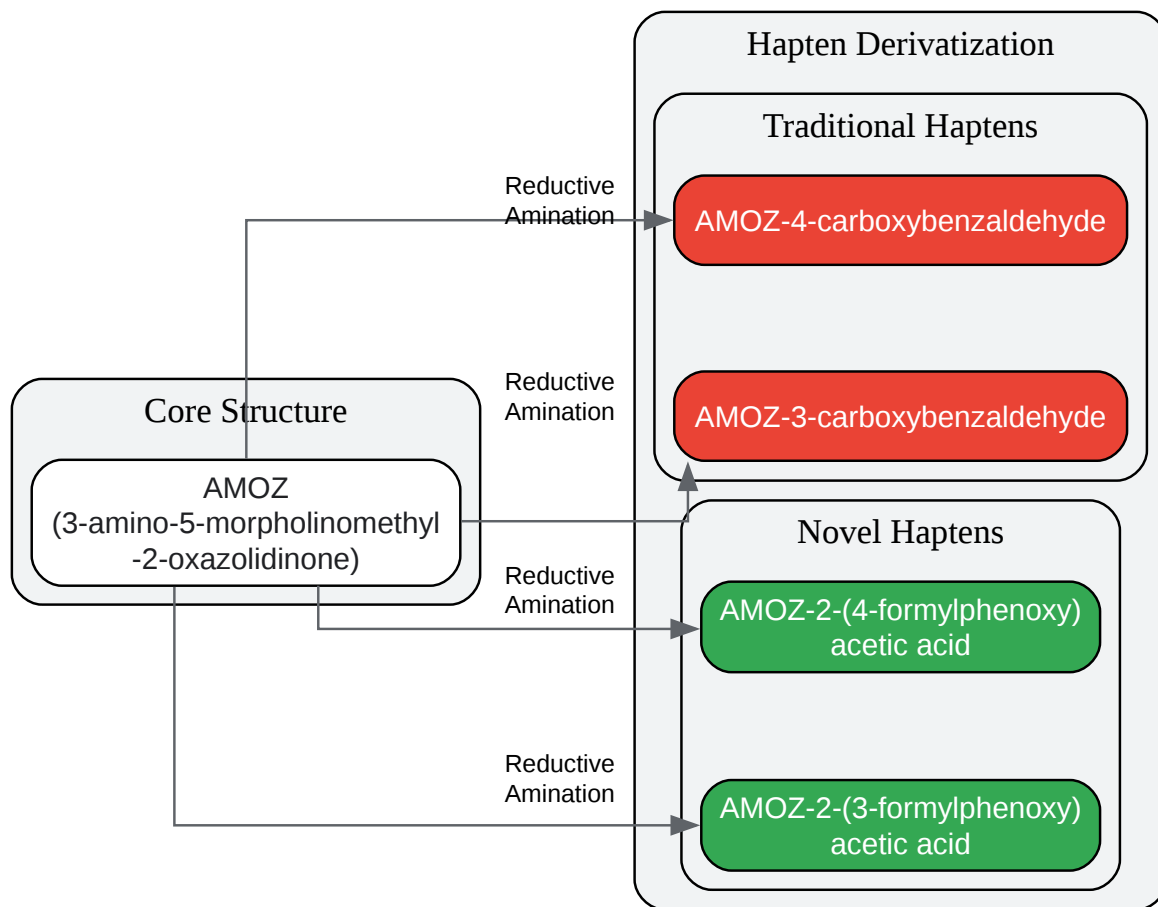 Hapten Derivatization
Traditional Haptens
Reductive
Amination
AMOZ-4-carboxybenzaldehyde
Reductive
Amination
AMOZ-3-carboxybenzaldehyde
Core Structure
AMOZ
(3-amino-5-morpholinomethyl
-2-oxazolidinone)
Novel Haptens
Reductive
Amination
AMOZ-2-(4-formylphenoxy)
acetic acid
Reductive
Amination
AMOZ-2-(3-formylphenoxy)
acetic acid